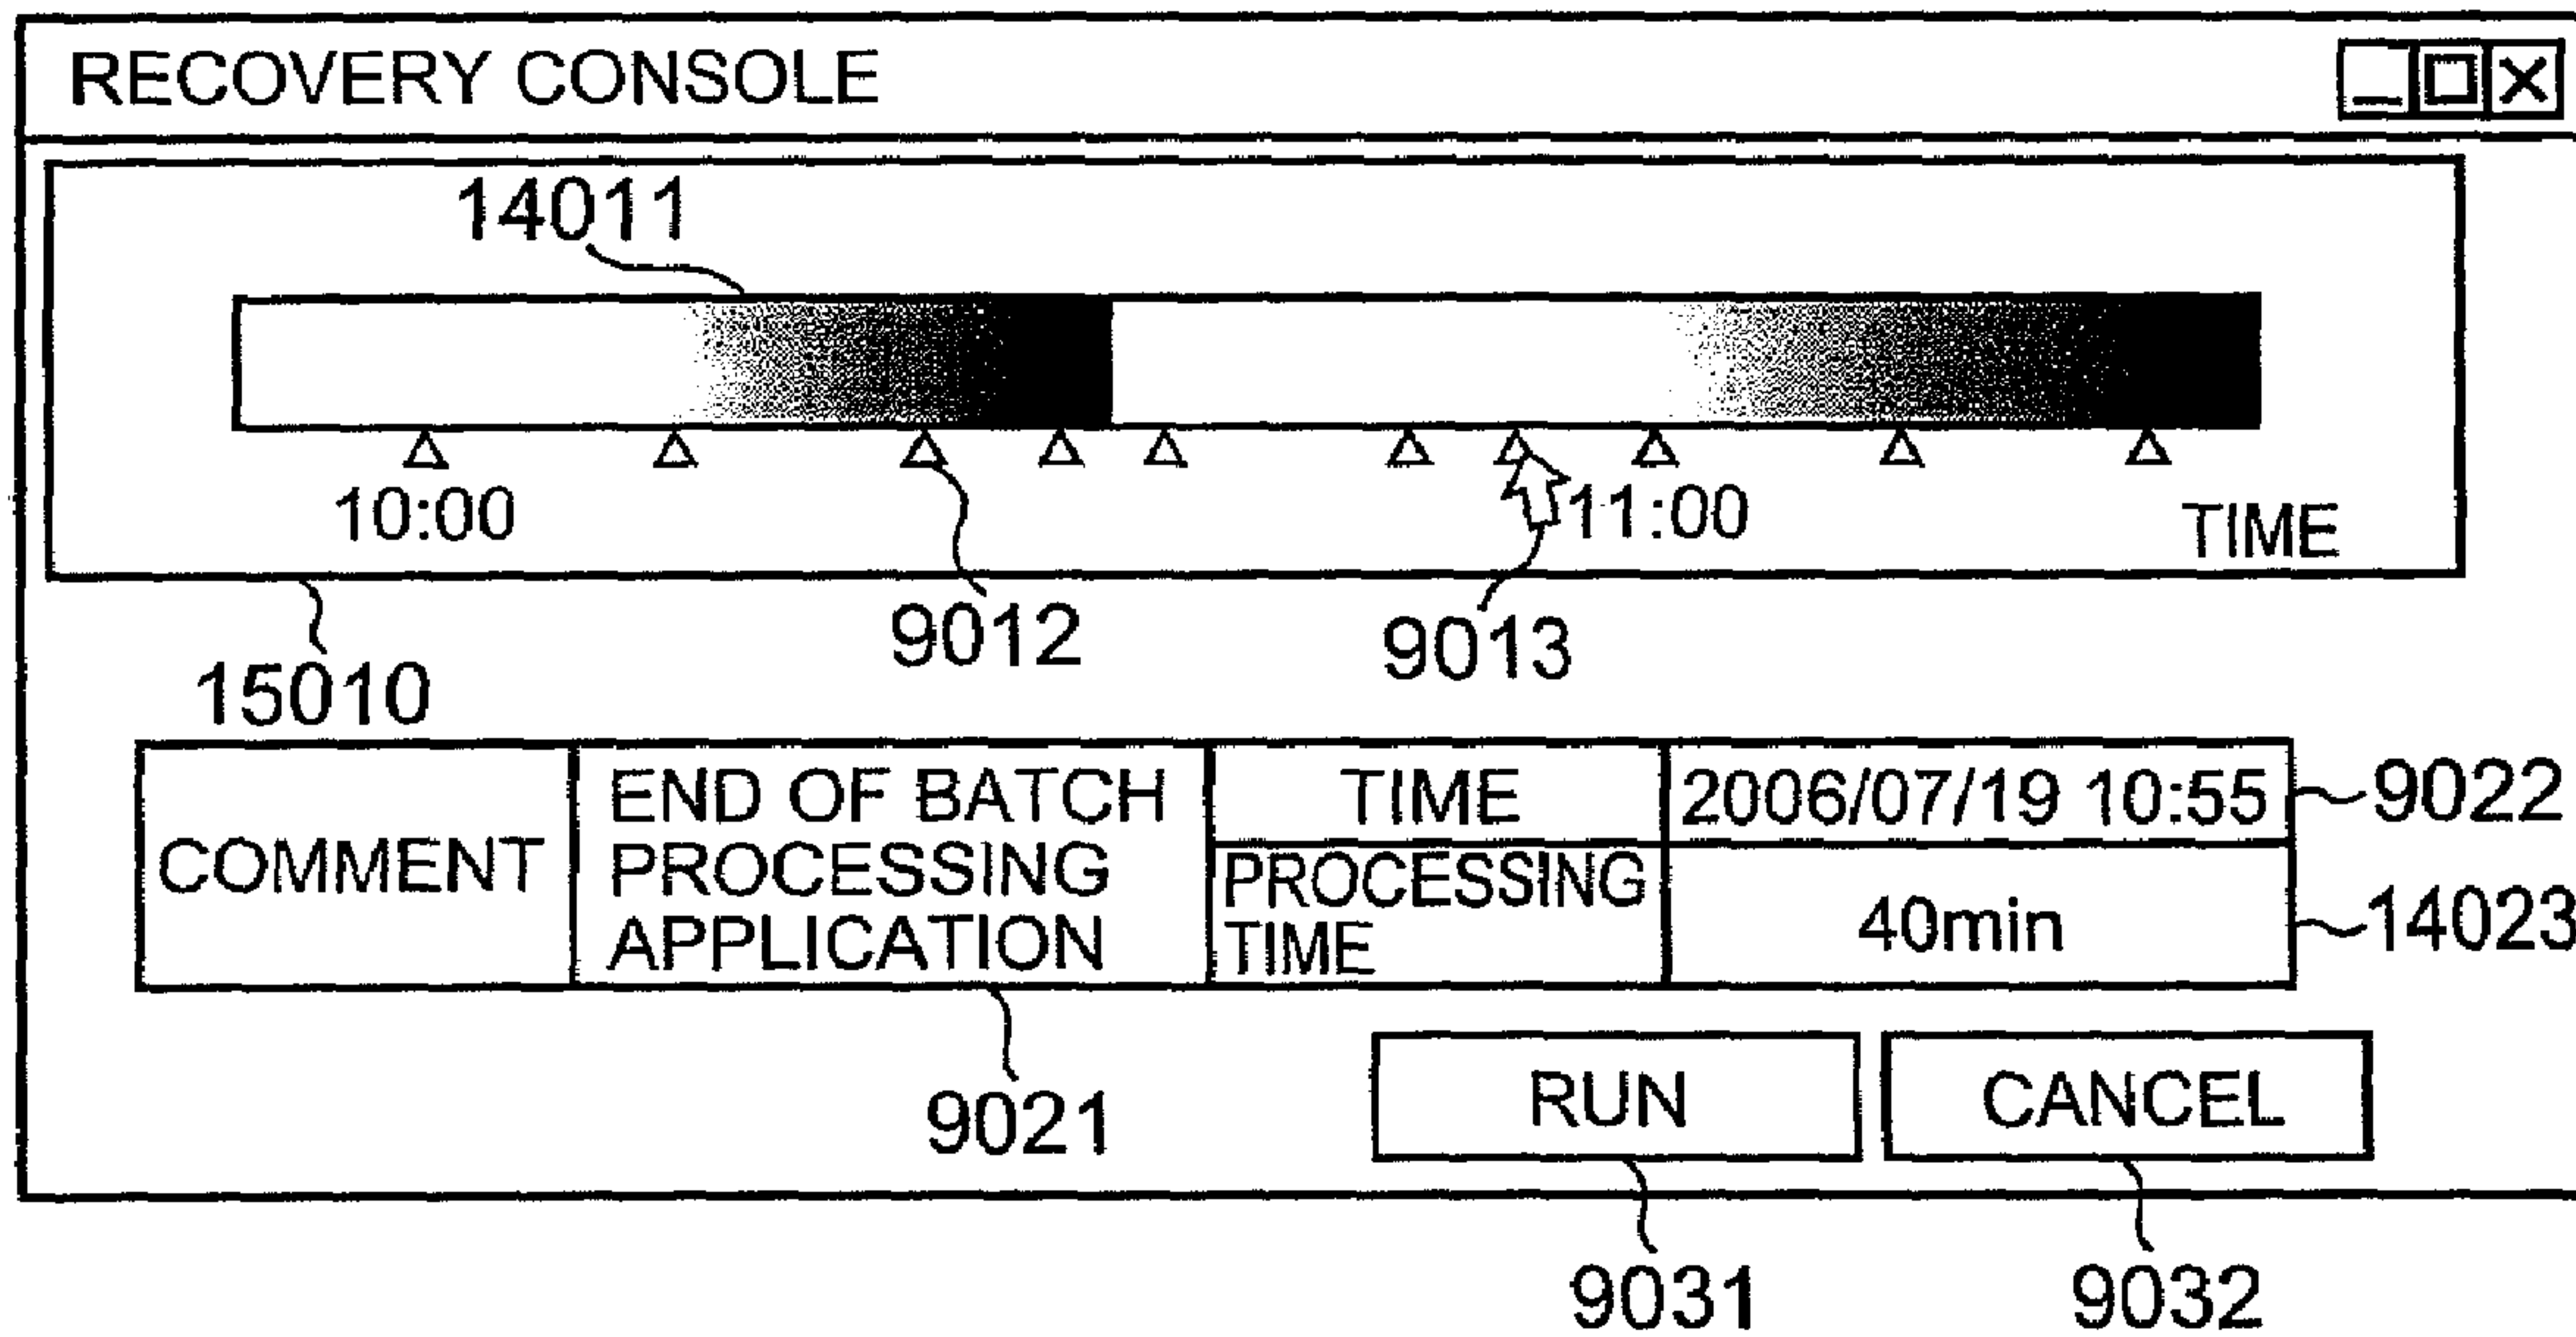 RECOVERY CONSOLE
14011
10:00
11:00
TIME
9012
9013
15010
COMMENT
END OF BATCH
PROCESSING
APPLICATION
TIME
2006/07/19 10:55
9022
PROCESSING
TIME
40min
14023
9021
RUN
CANCEL
9031
9032